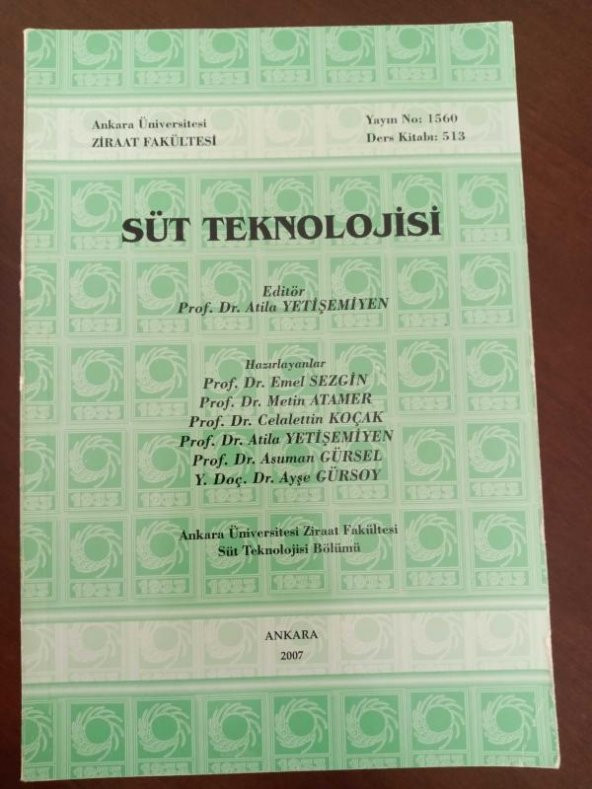 Ankara Üniversitesi
ZİRAAT FAKÜLTESİ
Yayın No: 1560
Ders Kitabı: 513
SÜT TEKNOLOJİSİ
Editör
Prof. Dr. Atila YETİŞEMİYEN
Hazırlayanlar
Prof. Dr. Emel SEZGİN
Prof. Dr. Metin ATAMER
Prof. Dr. Celalettin KOÇAK
Prof. Dr. Atila YETİŞEMİYEN
Prof. Dr. Asuman GÜRSEL
Y. Doç. Dr. Ayşe GÜRSOY
Ankara Üniversitesi Ziraat Fakültesi
Süt Teknolojisi Bölümü
ANKARA
2007